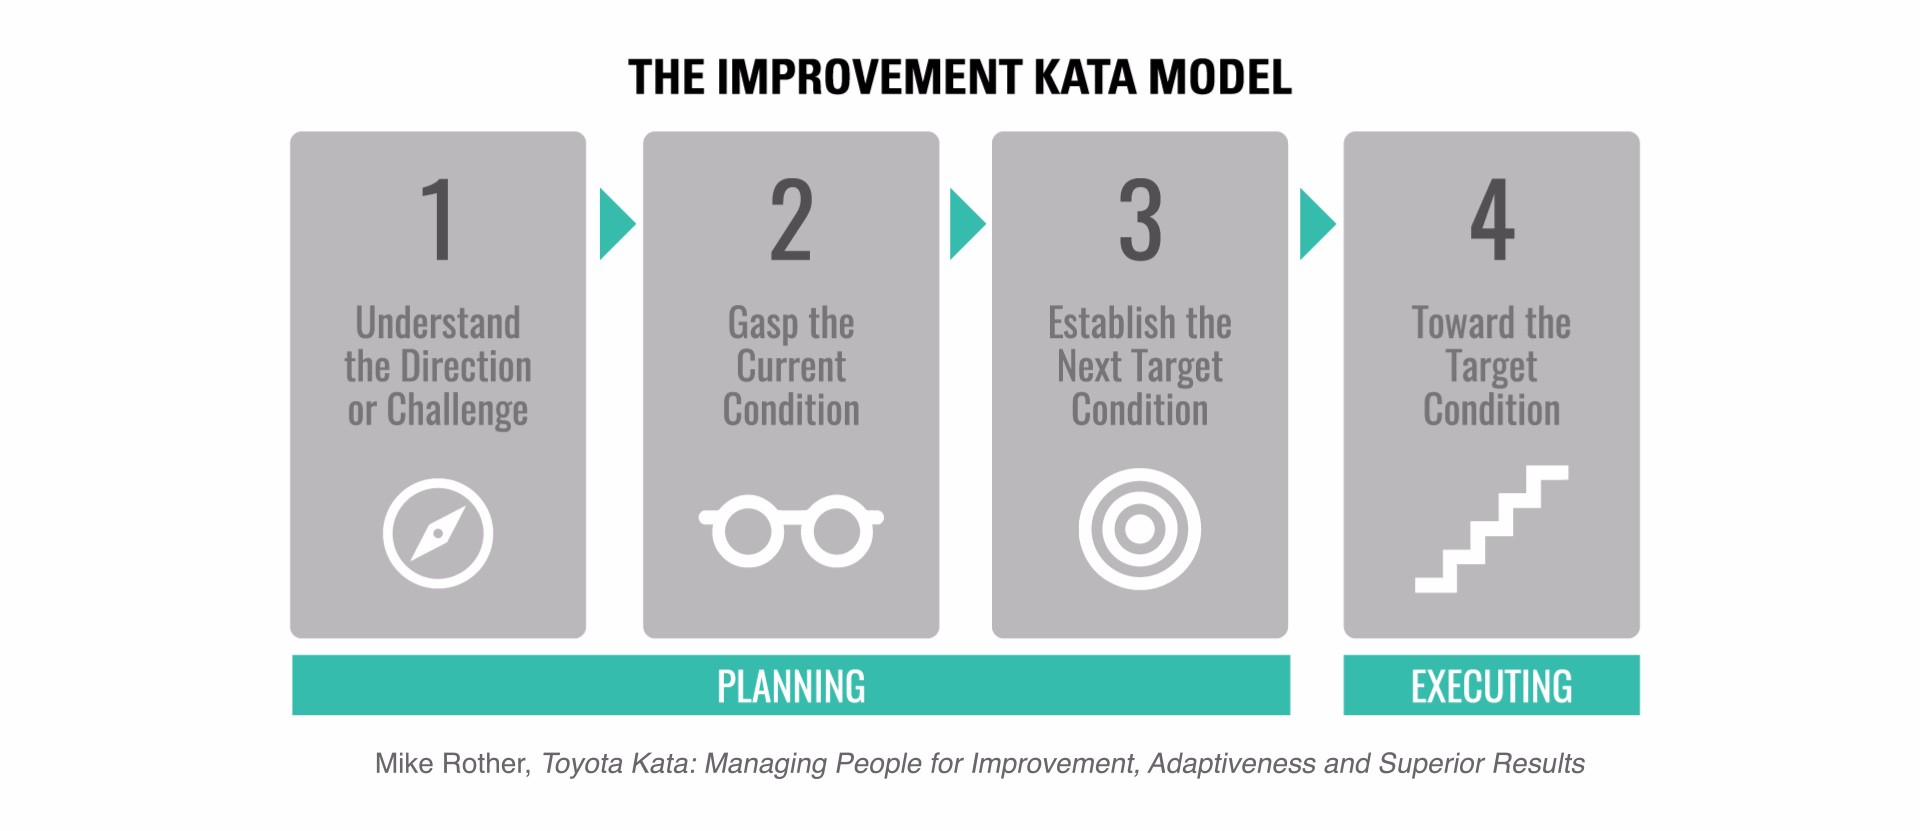 THE IMPROVEMENT KATA MODEL
1
Understand
the Direction
or Challenge
2
Gasp the
Current
Condition
3
Establish the
Next Target
Condition
4
Toward the
Target
Condition
PLANNING
EXECUTING
Mike Rother, Toyota Kata: Managing People for Improvement, Adaptiveness and Superior Results